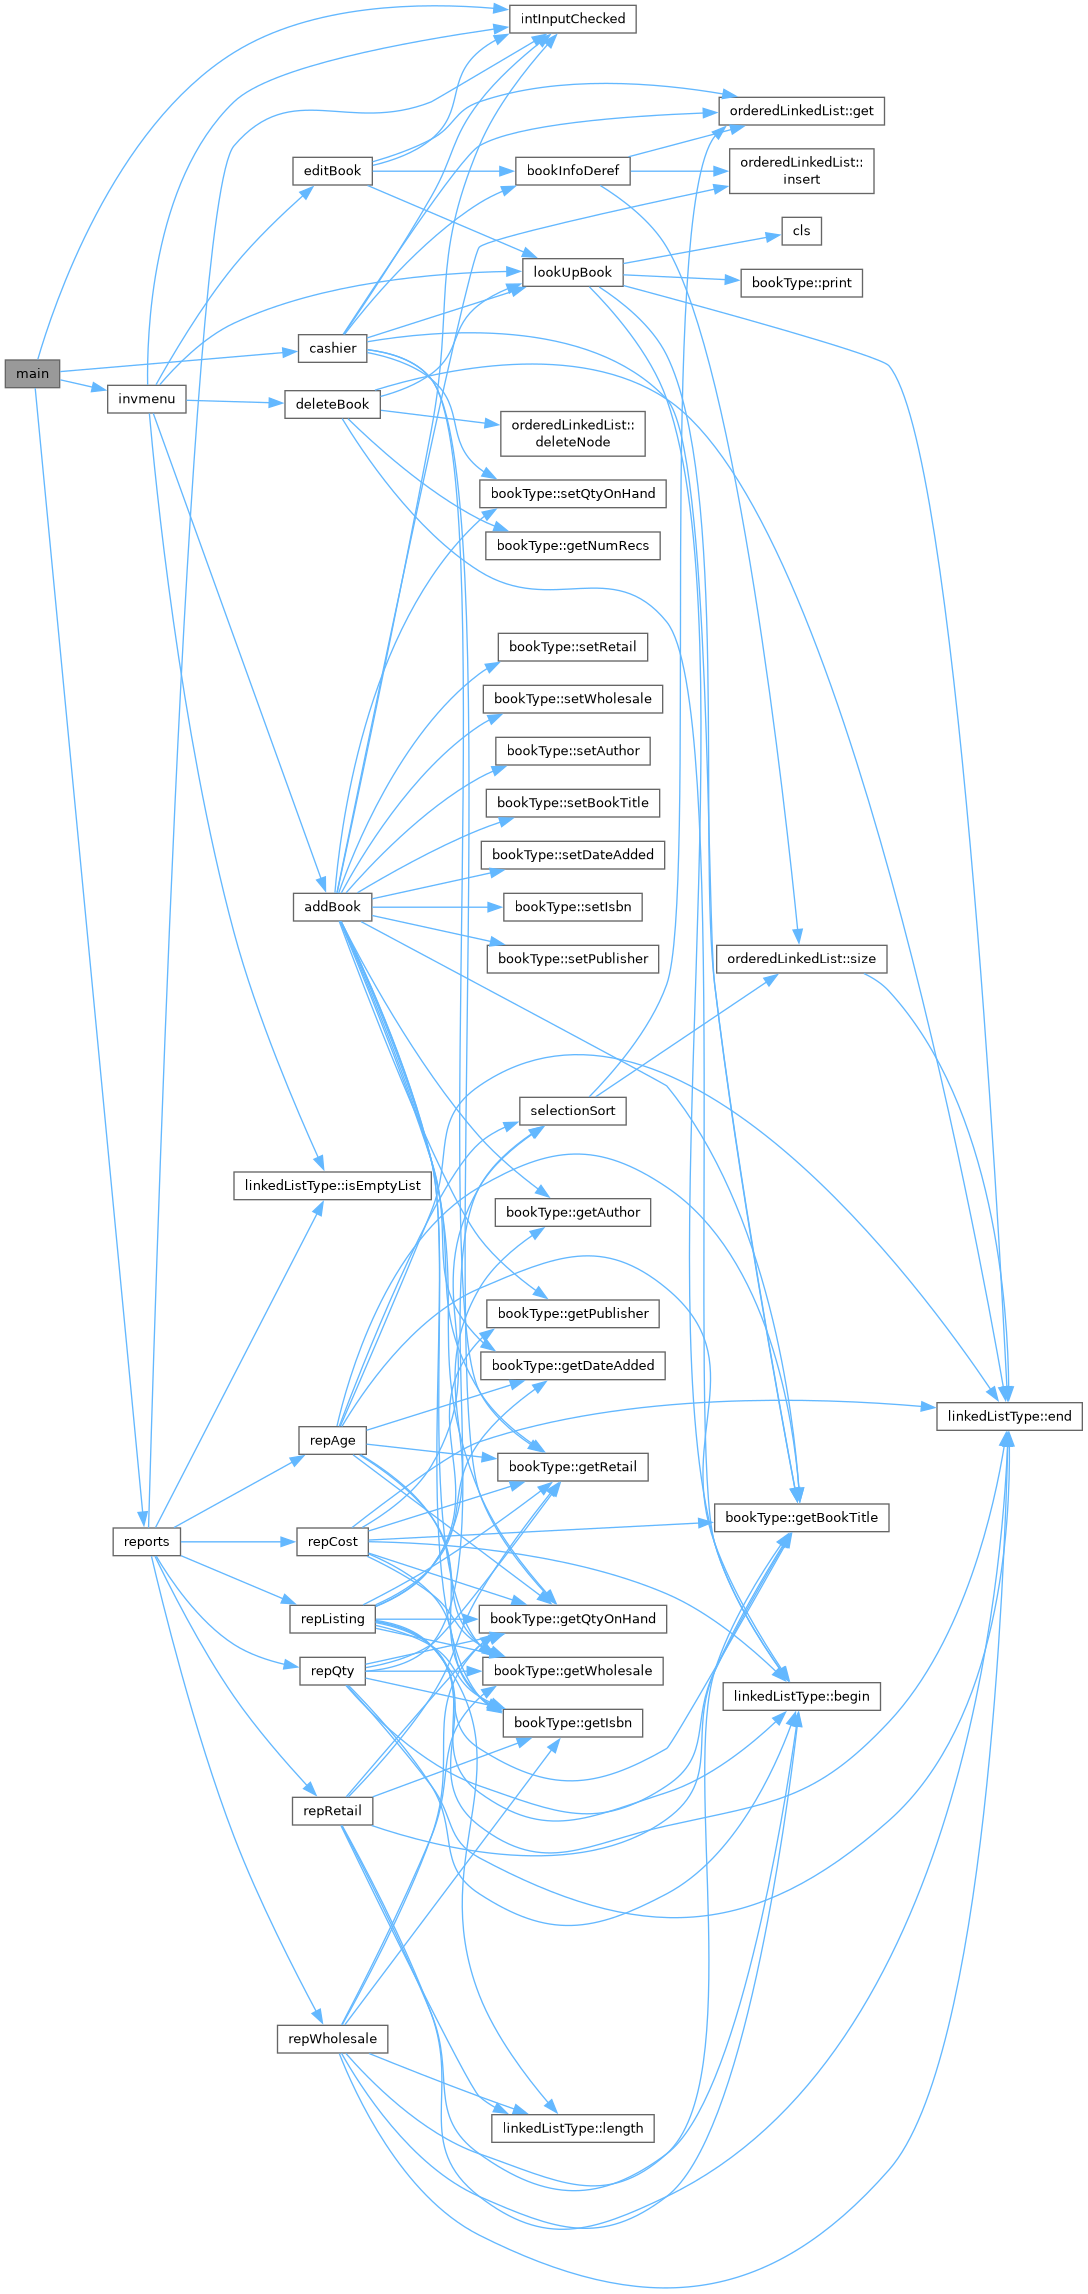 intInputChecked
orderedLinkedList::get
editBook
bookInfoDeref
orderedLinkedList::
insert
cls
lookUpBook
bookType::print
cashier
main
invmenu
deleteBook
orderedLinkedList::
deleteNode
bookType::setQtyOnHand
bookType::getNumRecs
bookType::setRetail
bookType::setWholesale
bookType::setAuthor
bookType::setBookTitle
bookType::setDateAdded
addBook
bookType::setIsbn
bookType::setPublisher
orderedLinkedList::size
selectionSort
linkedListType::isEmptyList
bookType::getAuthor
bookType::getPublisher
bookType::getDateAdded
linkedListType::end
repAge
bookType::getRetail
bookType::getBookTitle
reports
repCost
repListing
bookType::getQtyOnHand
repQty
bookType::getWholesale
linkedListType::begin
bookType::getIsbn
repRetail
repWholesale
linkedListType::length